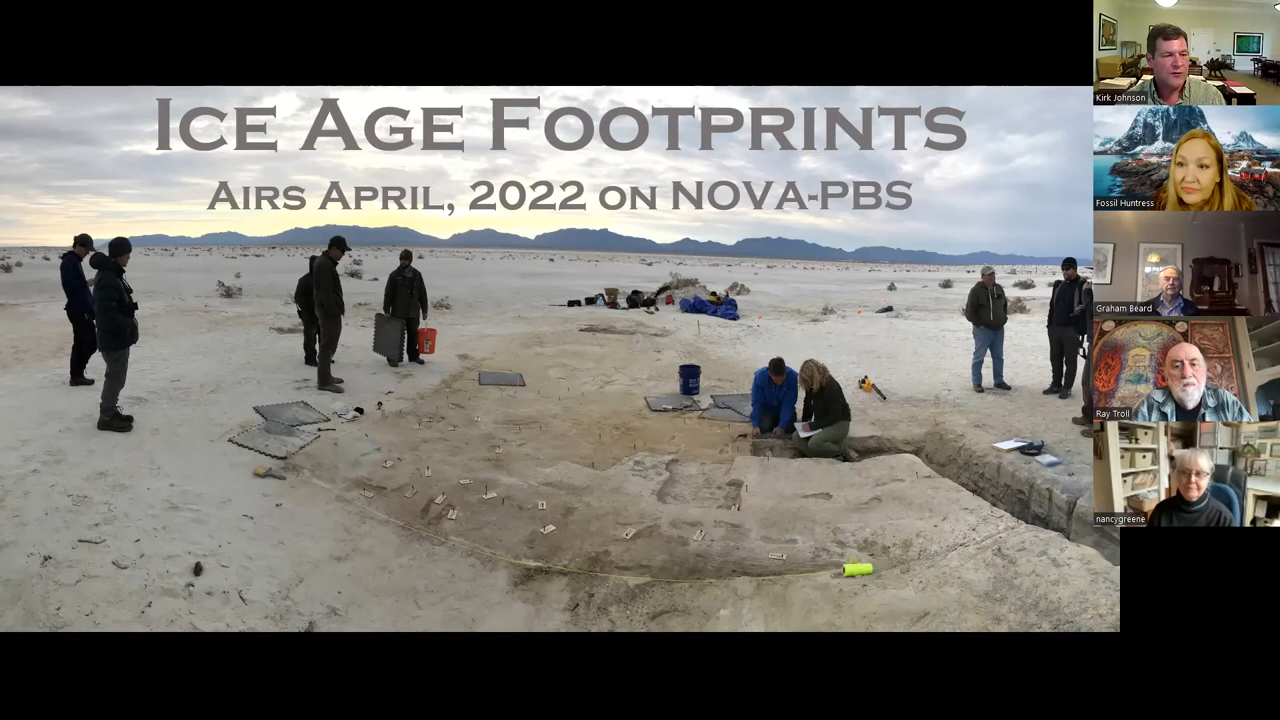 ICE AGE FOOTPRINTS
AIRS APRIL, 2022 ON NOVA-PBS
Kirk Johnson
Fossil Huntress
Graham Beard
Ray Troll
nancygreene